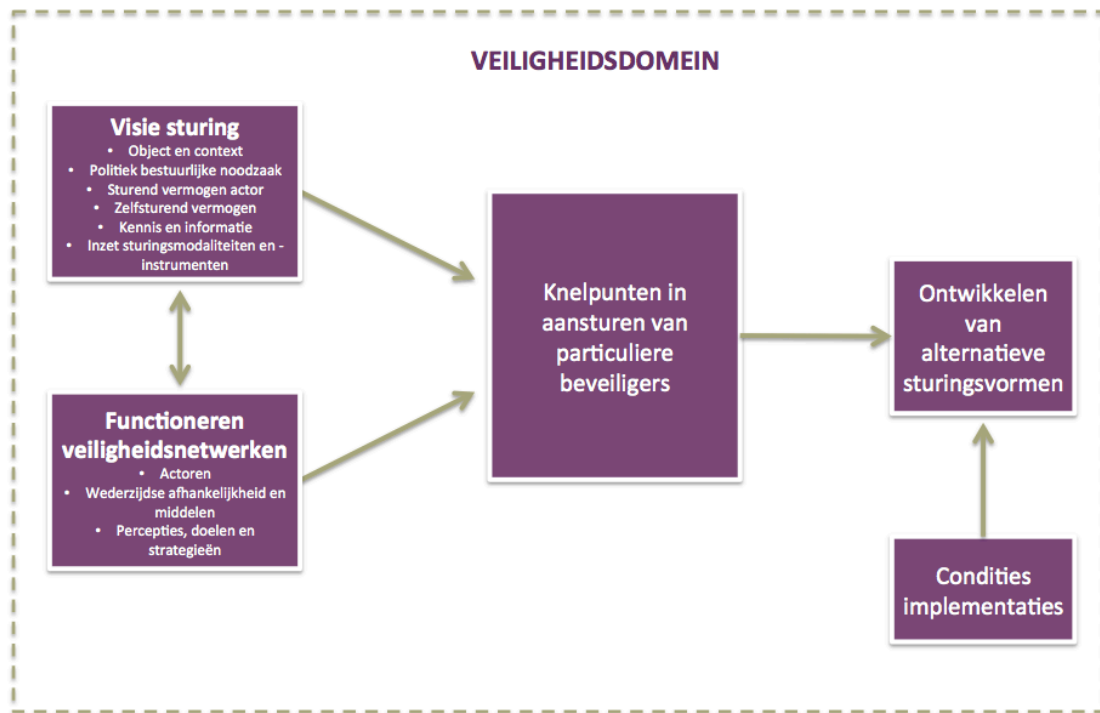 VEILIGHEIDSDOMEIN
Visie sturing
• Object en context
• Politiek bestuurlijke noodzaak
• Sturend vermogen actor
• Zelfsturend vermogen
• Kennis en informatie
• Inzet sturingsmodaliteiten en -
instrumenten
Functioneren
veiligheidsnetwerken
• Actoren
• Wederzijdse afhankelijkheid en
middelen
• Percepties, doelen en
strategieën
Knelpunten in
aansturen van
particuliere
beveiligers
Ontwikkelen
van
alternatieve
sturingsvormen
Condities
implementaties